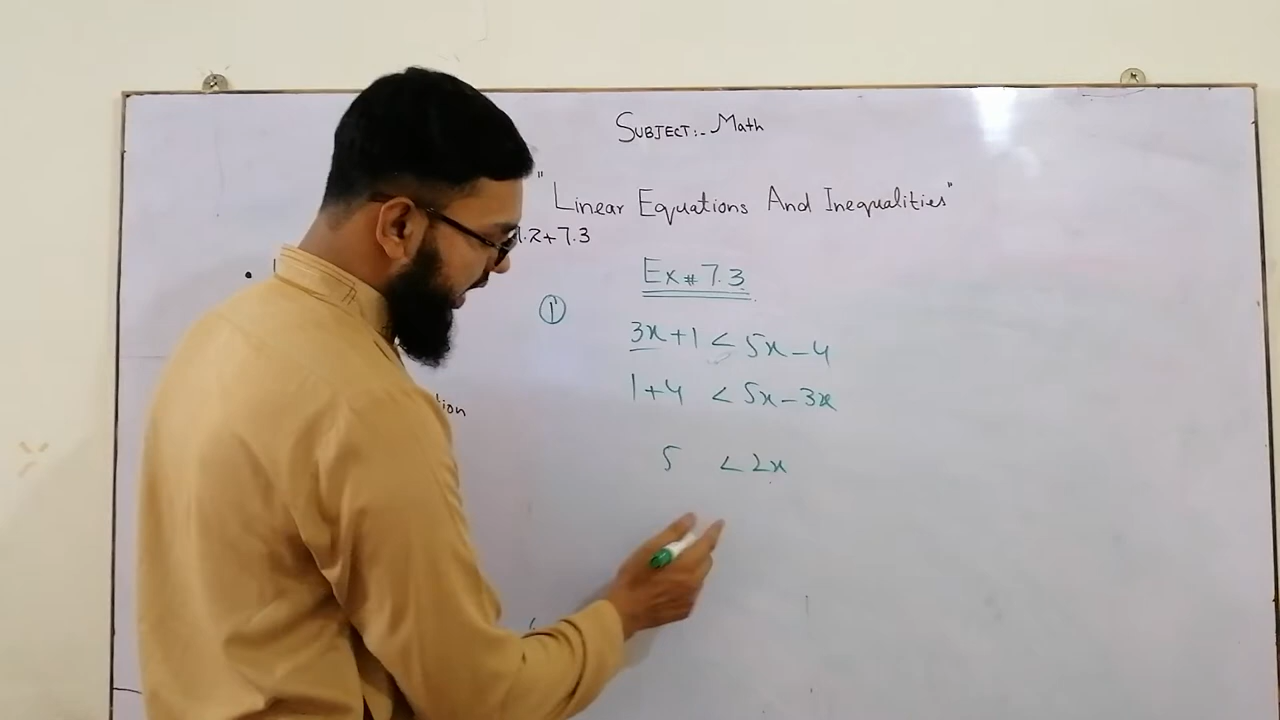 SUBJECT:- Math
"Linear Equations And Inequalities"
7.3
Ex # 7.3
①
3x + 1 < 5x - 4
1 + 4 < 5x - 3x
5 < 2x